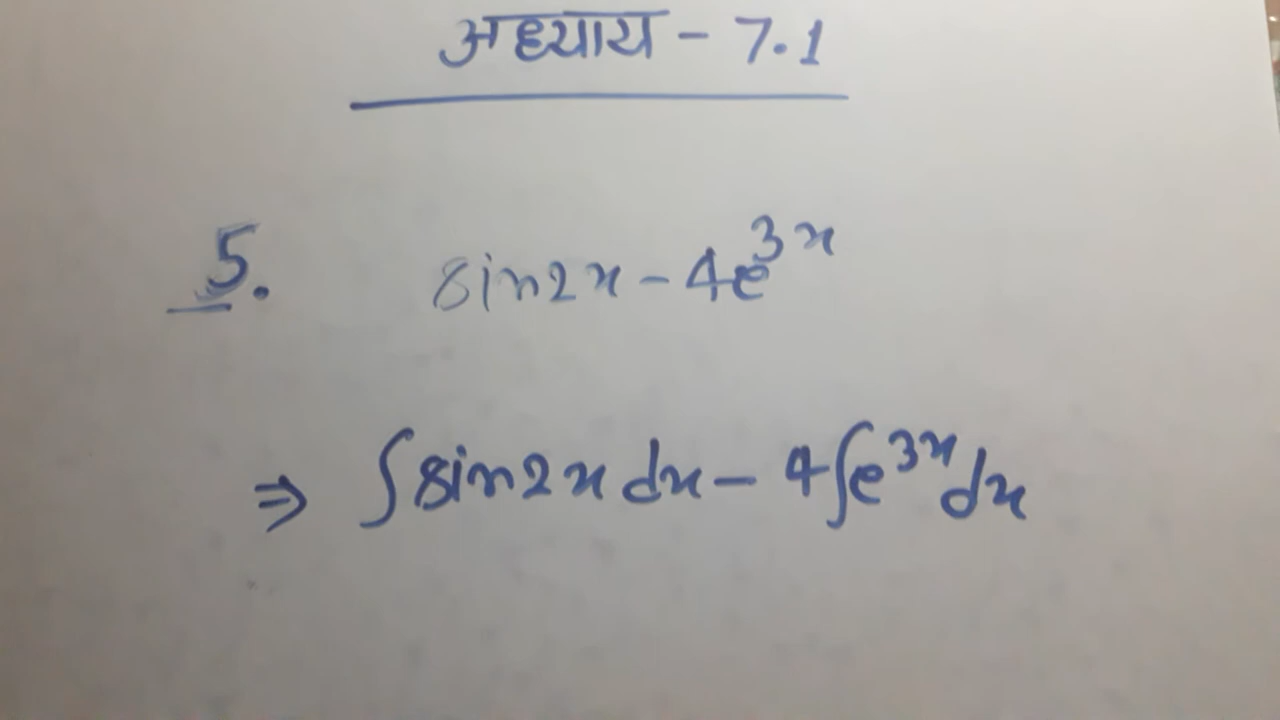 अध्याय - 7.1
5. sin2x - 4e^{3x}
⇒ ∫sin2x dx - 4∫e^{3x}dx